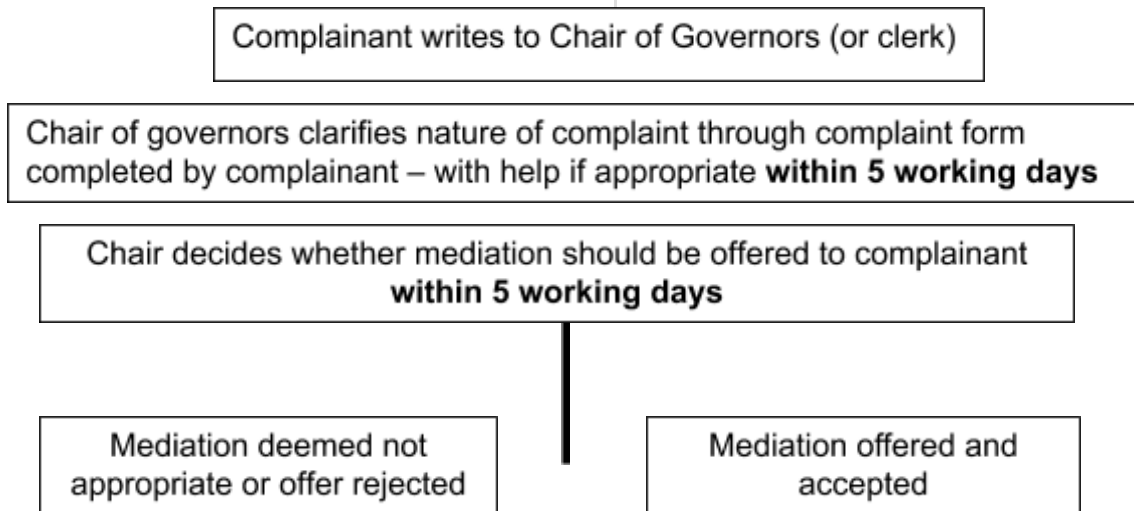 Complainant writes to Chair of Governors (or clerk)
Chair of governors clarifies nature of complaint through complaint form
completed by complainant – with help if appropriate within 5 working days
Chair decides whether mediation should be offered to complainant
within 5 working days
Mediation deemed not
appropriate or offer rejected
Mediation offered and
accepted